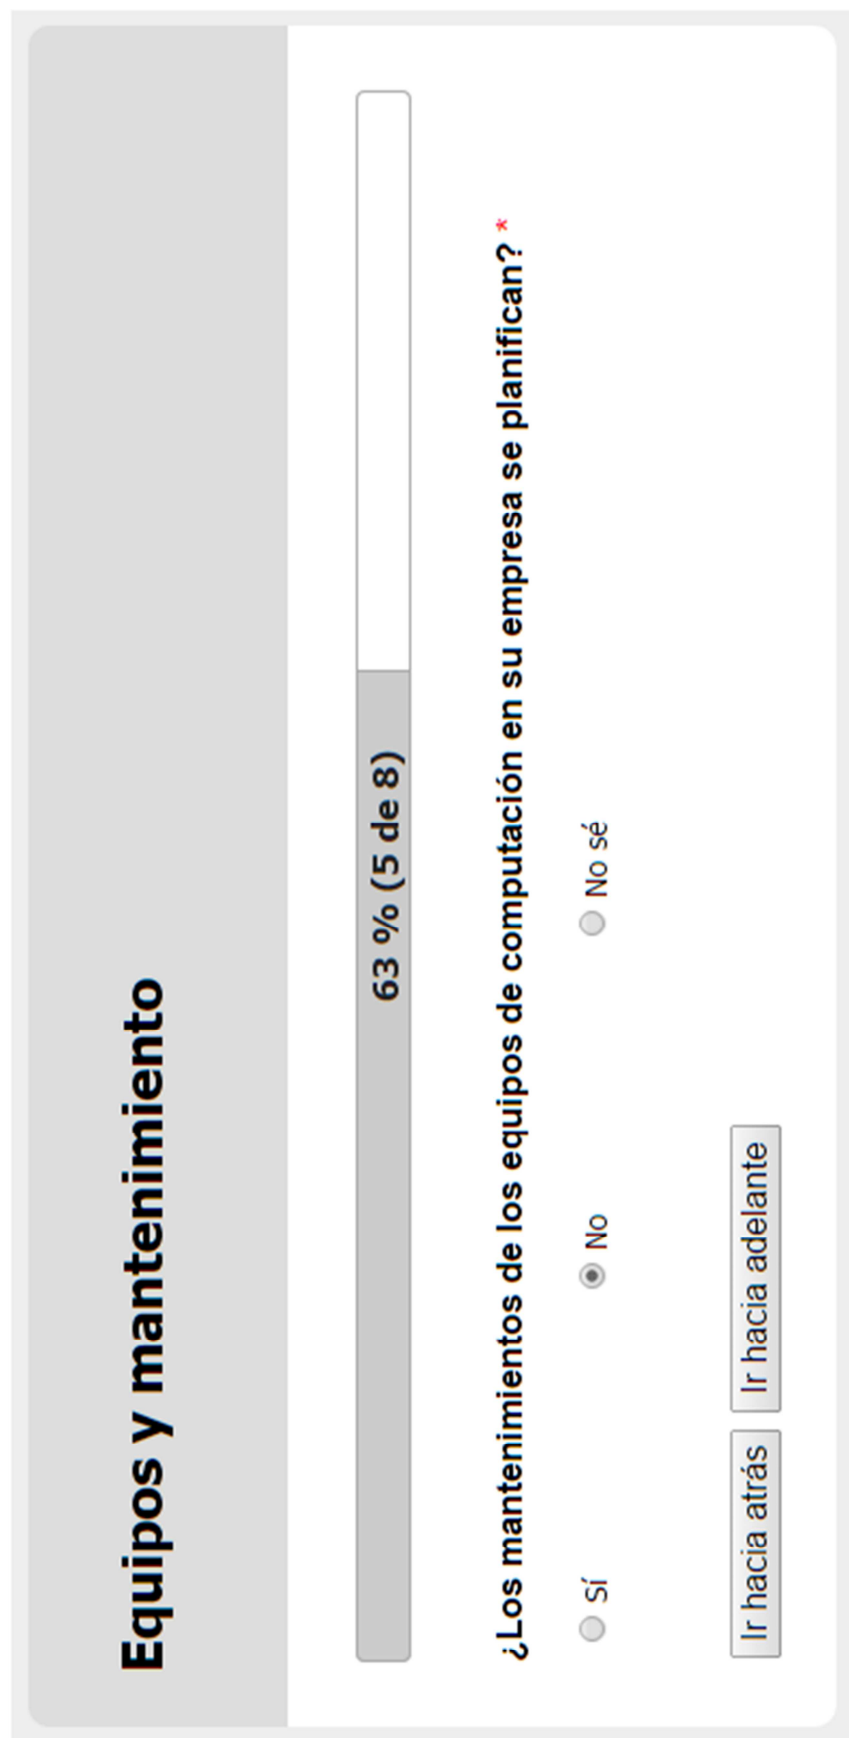 Equipos y mantenimiento
63 % (5 de 8)
¿Los mantenimientos de los equipos de computación en su empresa se planifican? *
Sí No No sé
Ir hacia atrás Ir hacia adelante